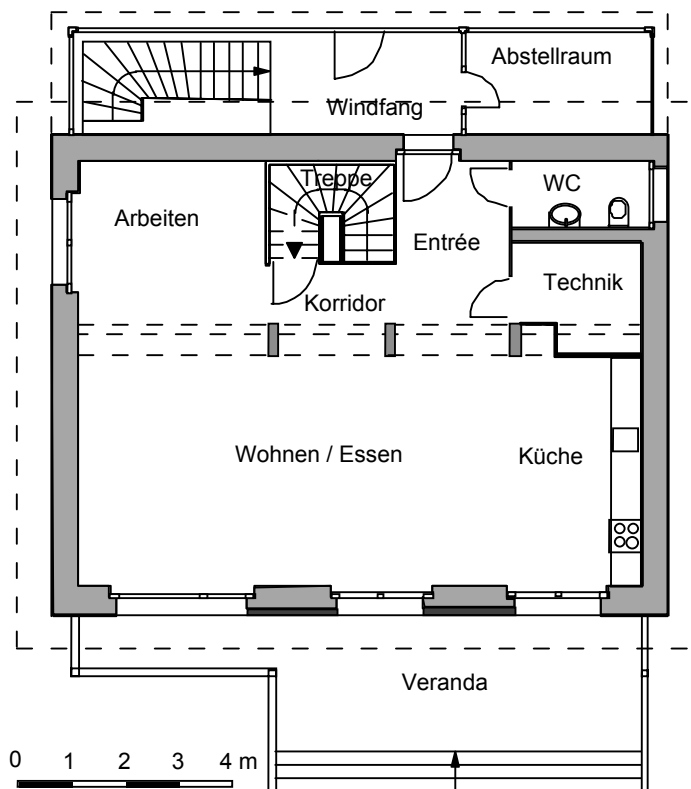 Abstellraum
Windfang
Treppe
WC
Arbeiten
Entrée
Technik
Korridor
Wohnen / Essen
Küche
Veranda
0 1 2 3 4 m